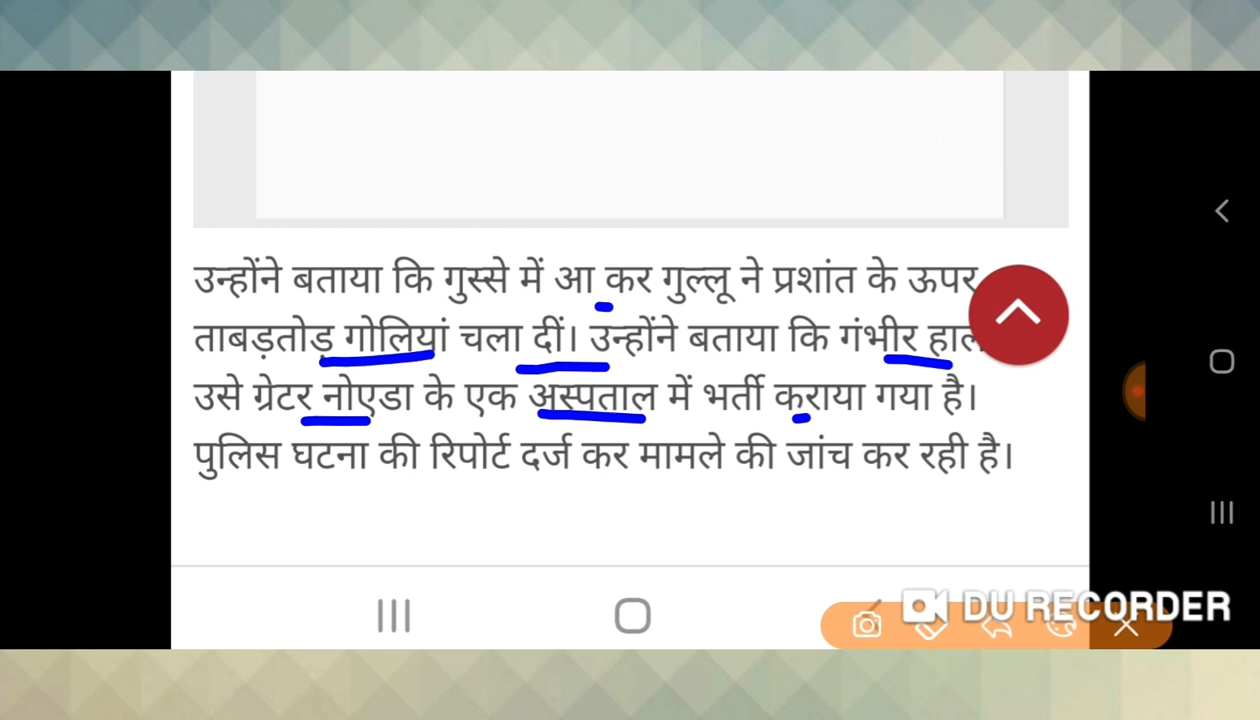 उन्होंने बताया कि गुस्से में आ कर गुल्लू ने प्रशांत के ऊपर
ताबड़तोड़ गोलियां चला दीं। उन्होंने बताया कि गंभीर
उसे ग्रेटर नोएडा के एक अस्पताल में भर्ती कराया गया है।
पुलिस घटना की रिपोर्ट दर्ज कर मामले की जांच कर रही है।
DU RECORDER